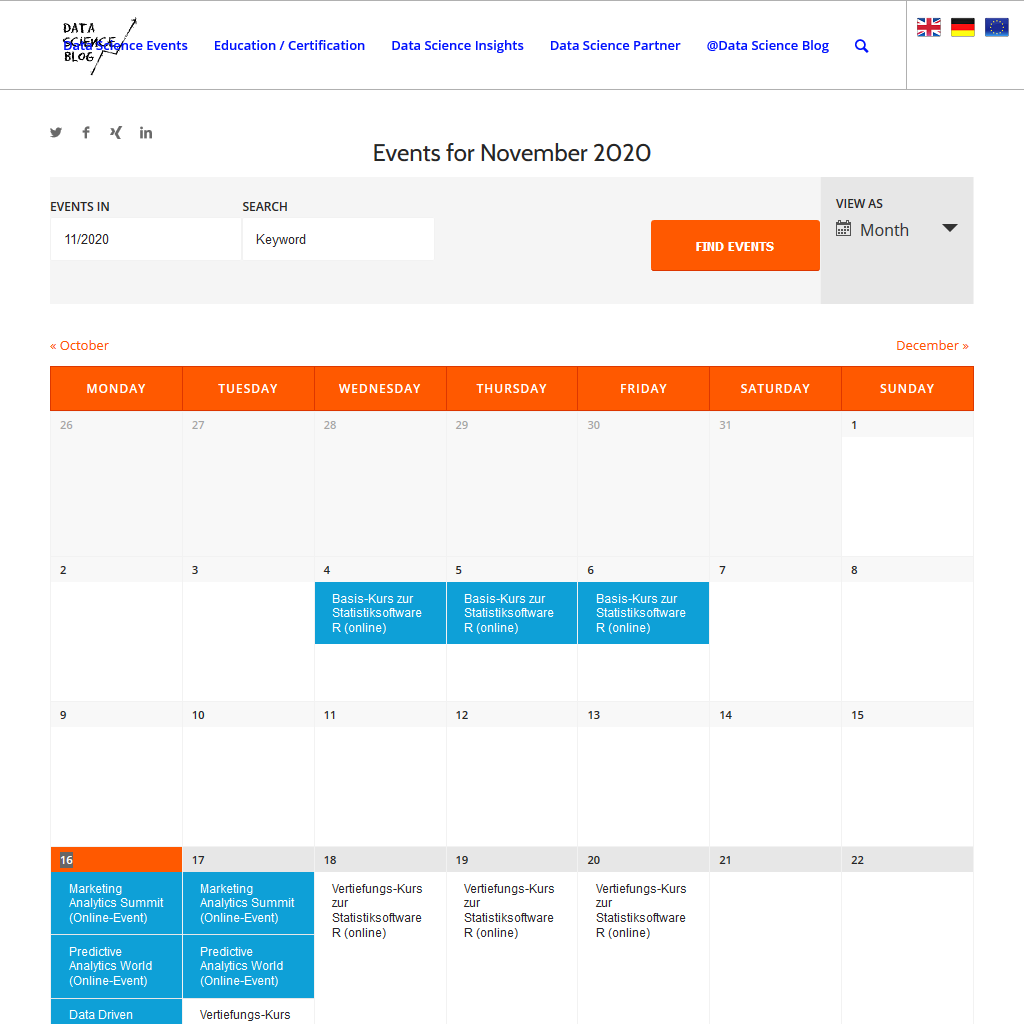 DATA
SCIENCE
BLOG
Data Science Events Education / Certification Data Science Insights Data Science Partner @Data Science Blog
Events for November 2020
EVENTS IN SEARCH VIEW AS
11/2020 Keyword FIND EVENTS Month
« October December »
MONDAY TUESDAY WEDNESDAY THURSDAY FRIDAY SATURDAY SUNDAY
26 27 28 29 30 31 1
2 3 4 5 6 7 8
Basis-Kurs zur Basis-Kurs zur Basis-Kurs zur
Statistiksoftware Statistiksoftware Statistiksoftware
R (online) R (online) R (online)
9 10 11 12 13 14 15
16 17 18 19 20 21 22
Marketing Marketing Vertiefungs-Kurs Vertiefungs-Kurs Vertiefungs-Kurs
Analytics Summit Analytics Summit zur zur zur
(Online-Event) (Online-Event) Statistiksoftware Statistiksoftware Statistiksoftware
R (online) R (online) R (online)
Predictive Predictive
Analytics World Analytics World
(Online-Event) (Online-Event)
Data Driven Vertiefungs-Kurs